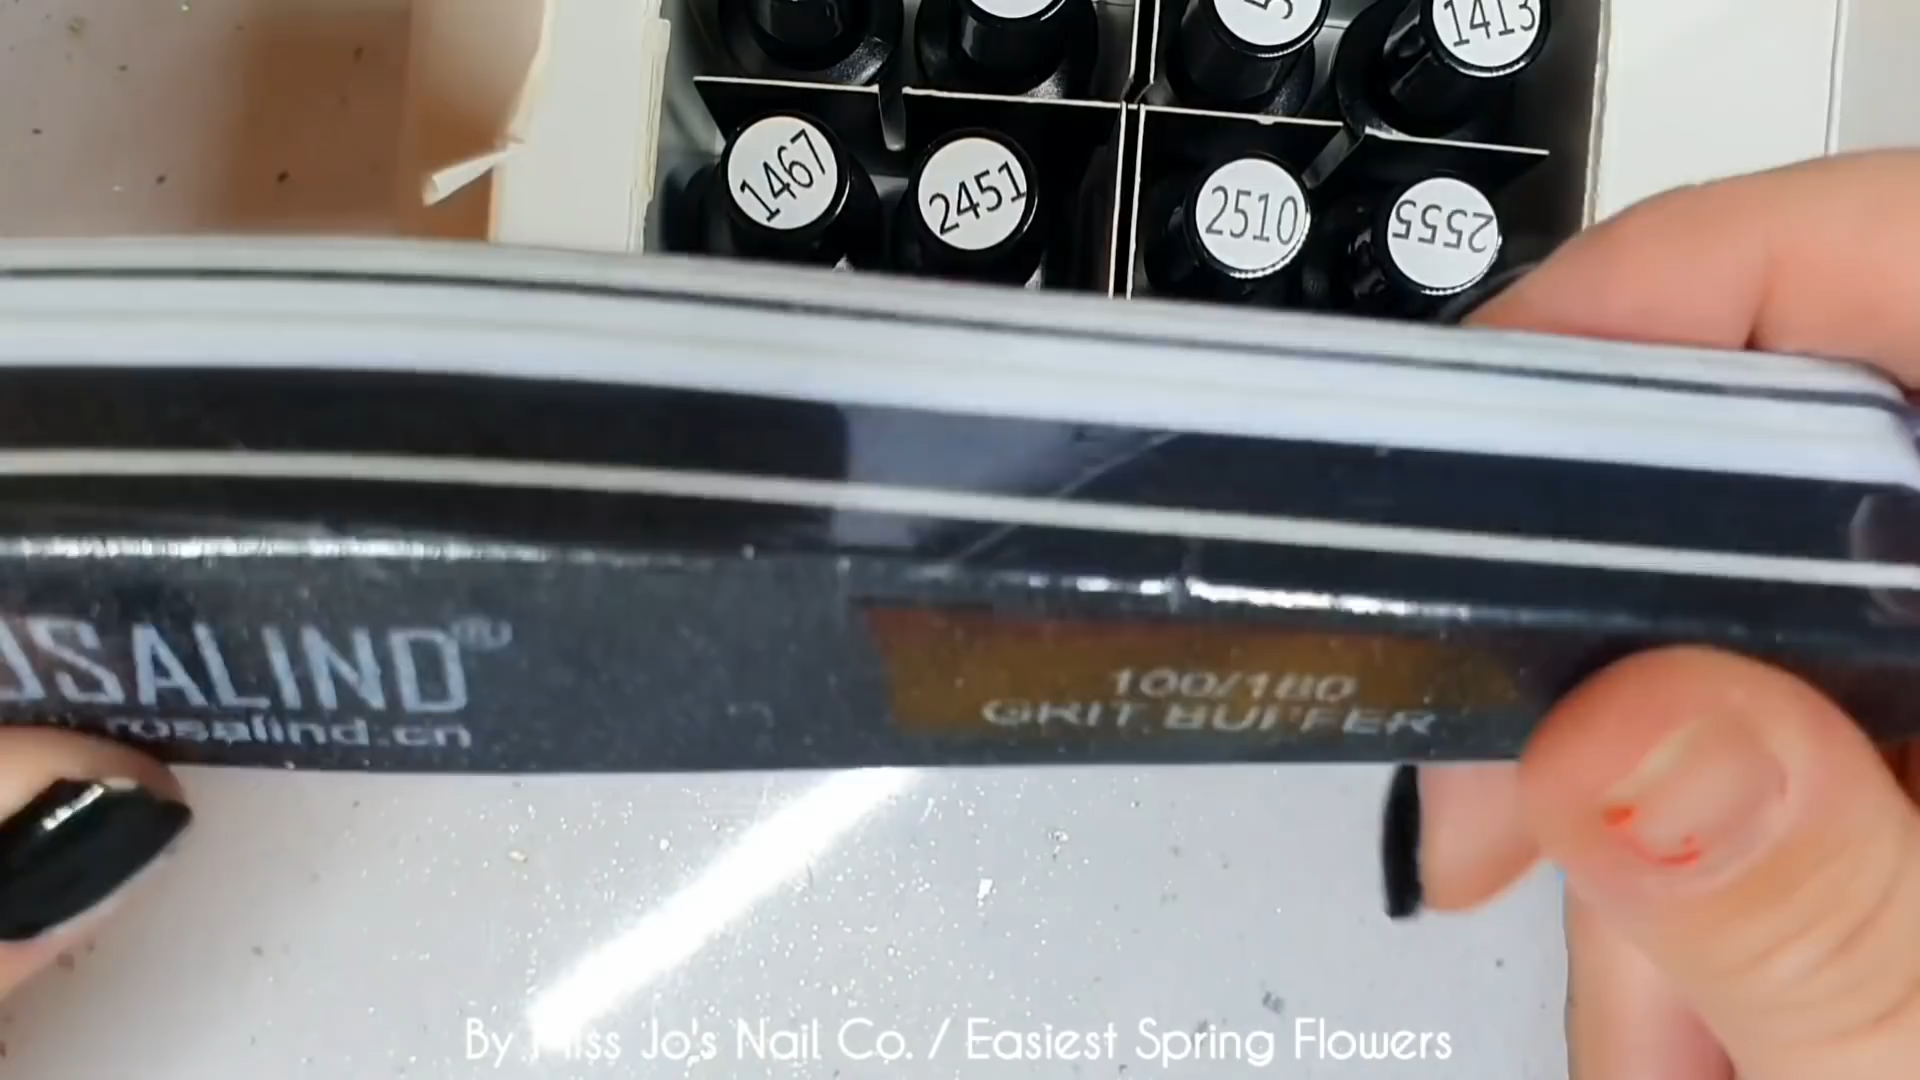 5
1413
1467
2451
2510
2555
OSALIND®
rosalind.cn
100/180
GRIT BUFFER
By Miss Jo's Nail Co. / Easiest Spring Flowers